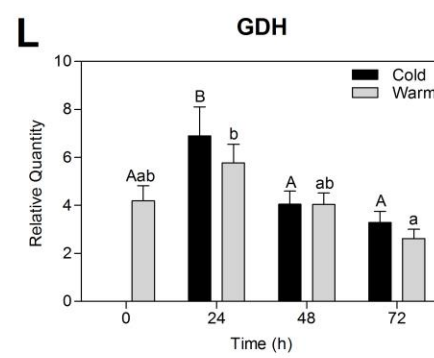 L
GDH
10
8
6
4
2
0
Relative Quantity
Cold
Warm
Aab
B
b
A
ab
A
a
0
24
48
72
Time (h)